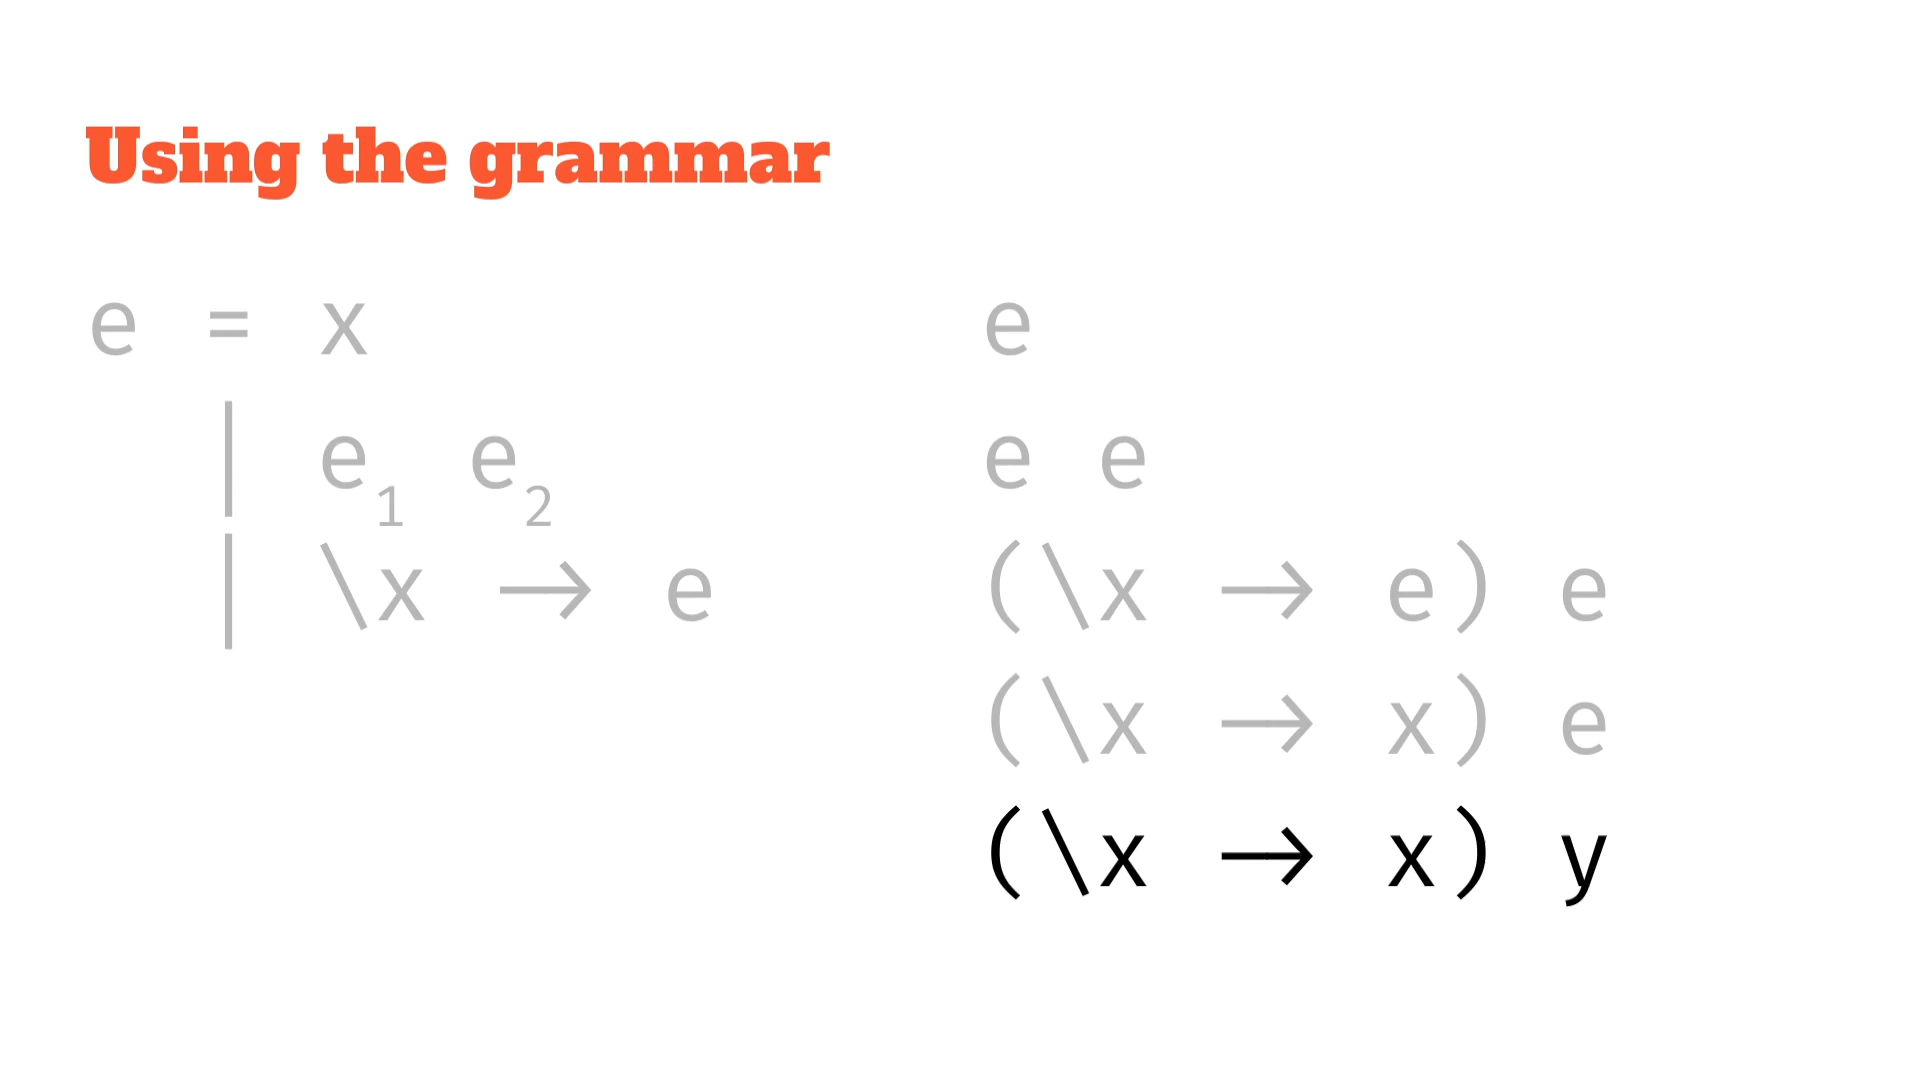 Using the grammar
e = x
| e₁ e₂
| \x → e
e
e e
(\x → e) e
(\x → x) e
(\x → x) y